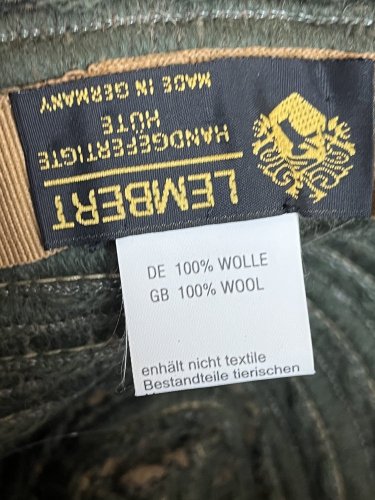 LEMBERT
HANDGEFERTIGTE
HÜTE
MADE IN GERMANY
DE 100% WOLLE
GB 100% WOOL
enhält nicht textile
Bestandteile tierischen